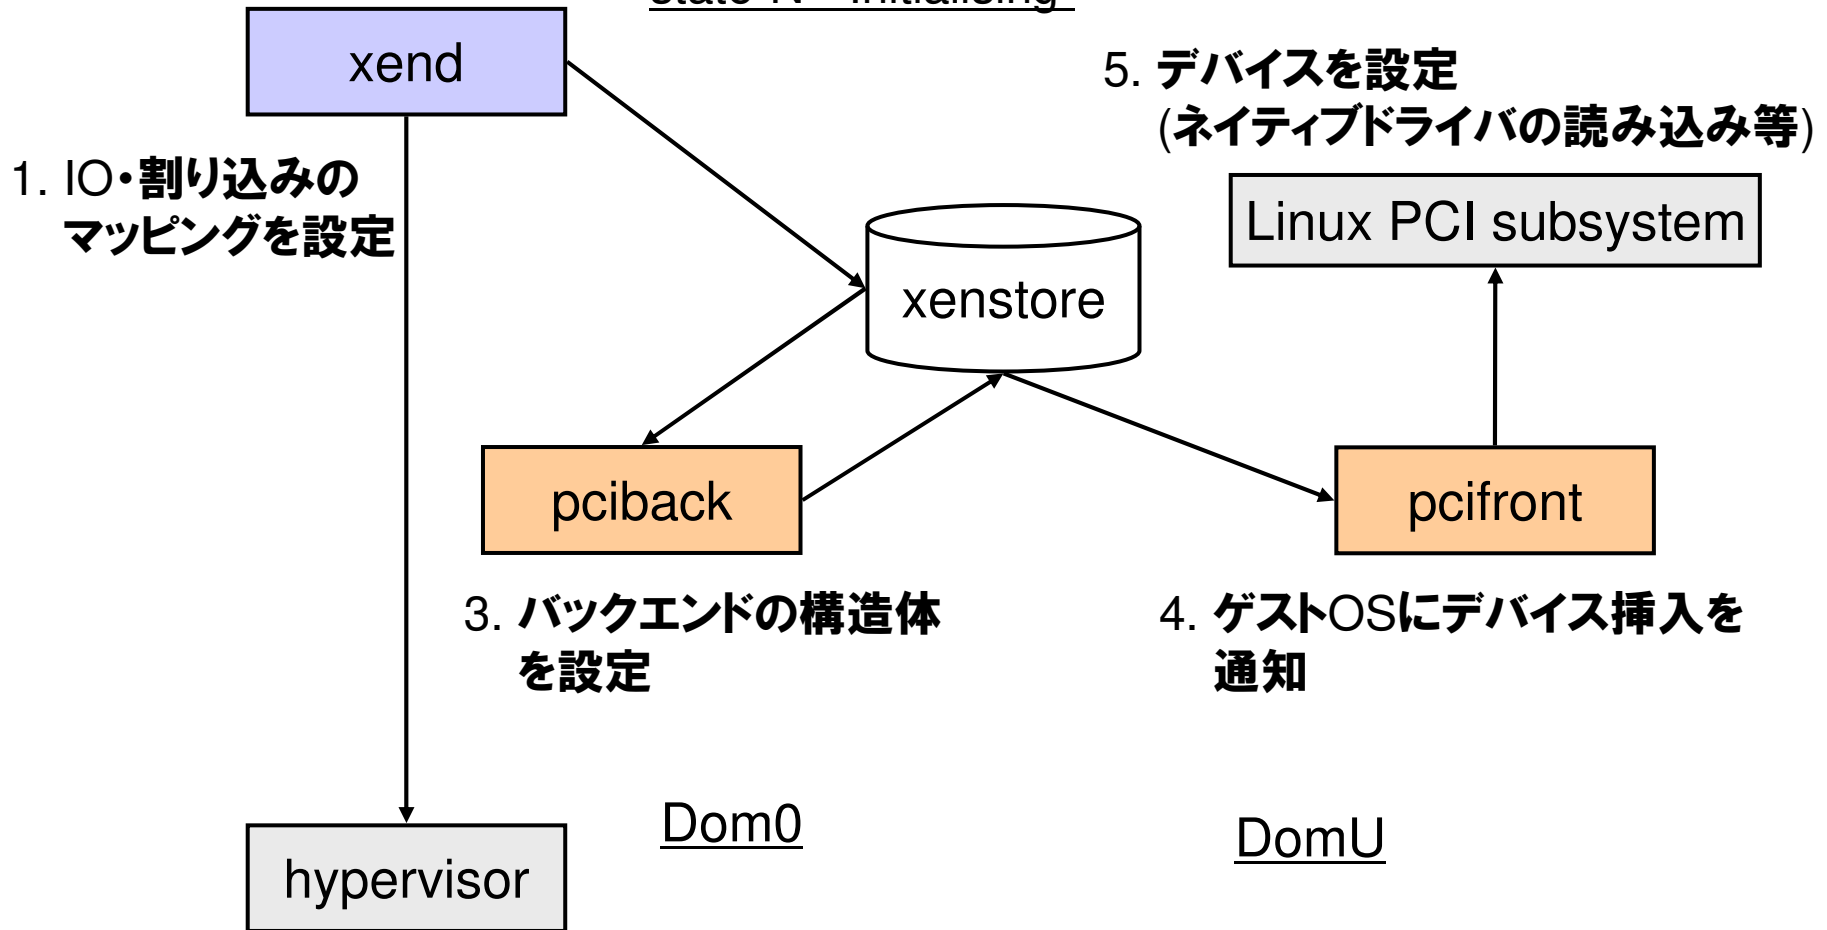 xend
5. デバイスを設定
(ネイティブドライバの読み込み等)
1. IO・割り込みの
マッピングを設定
Linux PCI subsystem
xenstore
pciback
pcifront
3. バックエンドの構造体
を設定
4. ゲストOSにデバイス挿入を
通知
Dom0
DomU
hypervisor